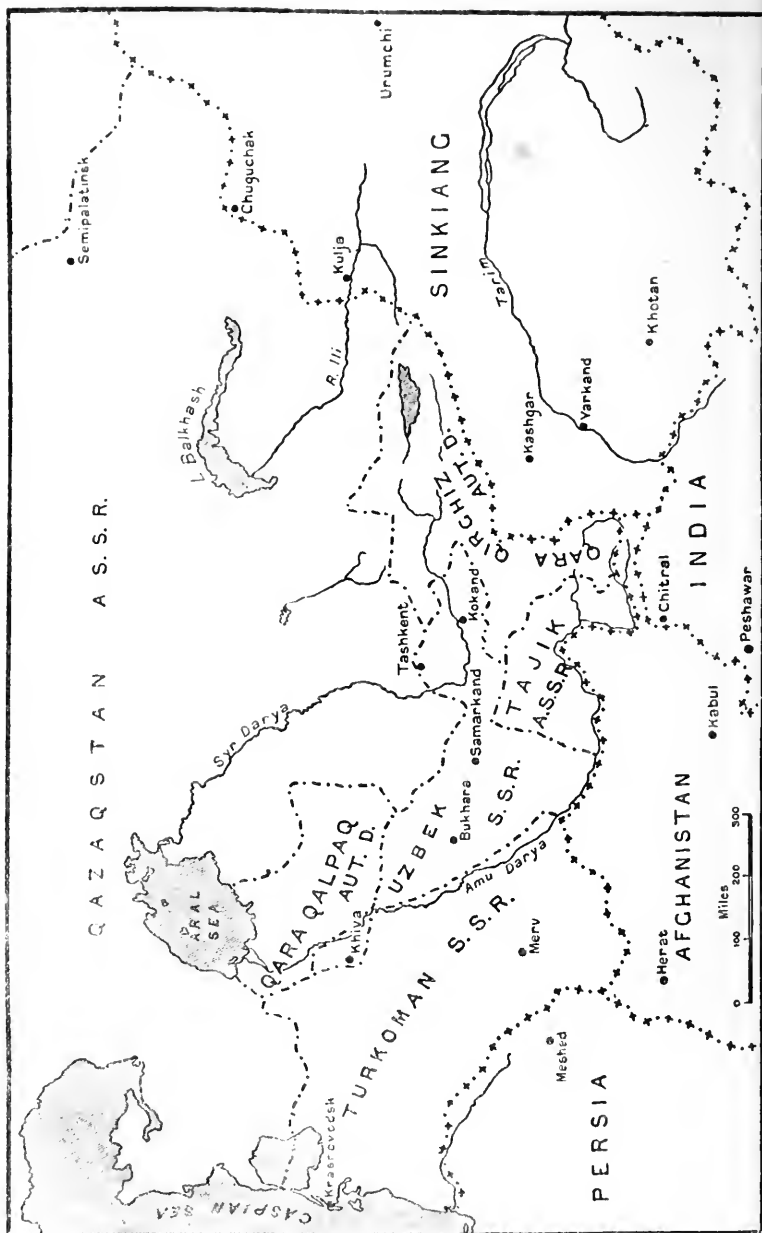 QAZAQSTAN A.S.S.R.
Semipalatinsk
Chuguchak
Urumchi
L. Balkhash
R. Ili
Kulja
SINKIANG
Tarim
Kashgar
Yarkand
Khotan
ARAL
SEA
Syr Darya
CASPIAN SEA
Krasnovodsk
QARAQALPAQ
AUT. D.
Khiva
Tashkent
Kokand
QIRGHIZ
AUT. D.
QARA
UZBEK
S.S.R.
Bukhara
Samarkand
TAJIK
A.S.S.R.
Amu Darya
TURKOMAN S.S.R.
Merv
Meshed
PERSIA
Herat
AFGHANISTAN
Kabul
Chitral
INDIA
Peshawar
0 100 200 300
Miles